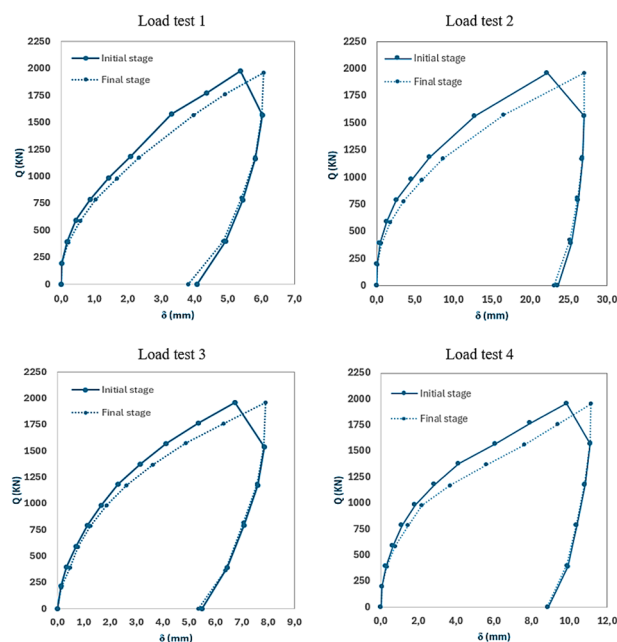 Load test 1
2250
2000
1750
1500
1250
1000
750
500
250
0
Q (KN)
Initial stage
Final stage
0,0 1,0 2,0 3,0 4,0 5,0 6,0 7,0
δ (mm)
Load test 2
2250
2000
1750
1500
1250
1000
750
500
250
0
Q (KN)
Initial stage
Final stage
0,0 5,0 10,0 15,0 20,0 25,0 30,0
δ (mm)
Load test 3
2250
2000
1750
1500
1250
1000
750
500
250
0
Q (KN)
Initial stage
Final stage
0,0 1,0 2,0 3,0 4,0 5,0 6,0 7,0 8,0 9,0
δ (mm)
Load test 4
2250
2000
1750
1500
1250
1000
750
500
250
0
Q (KN)
Initial stage
Final stage
0,0 2,0 4,0 6,0 8,0 10,0 12,0
δ (mm)